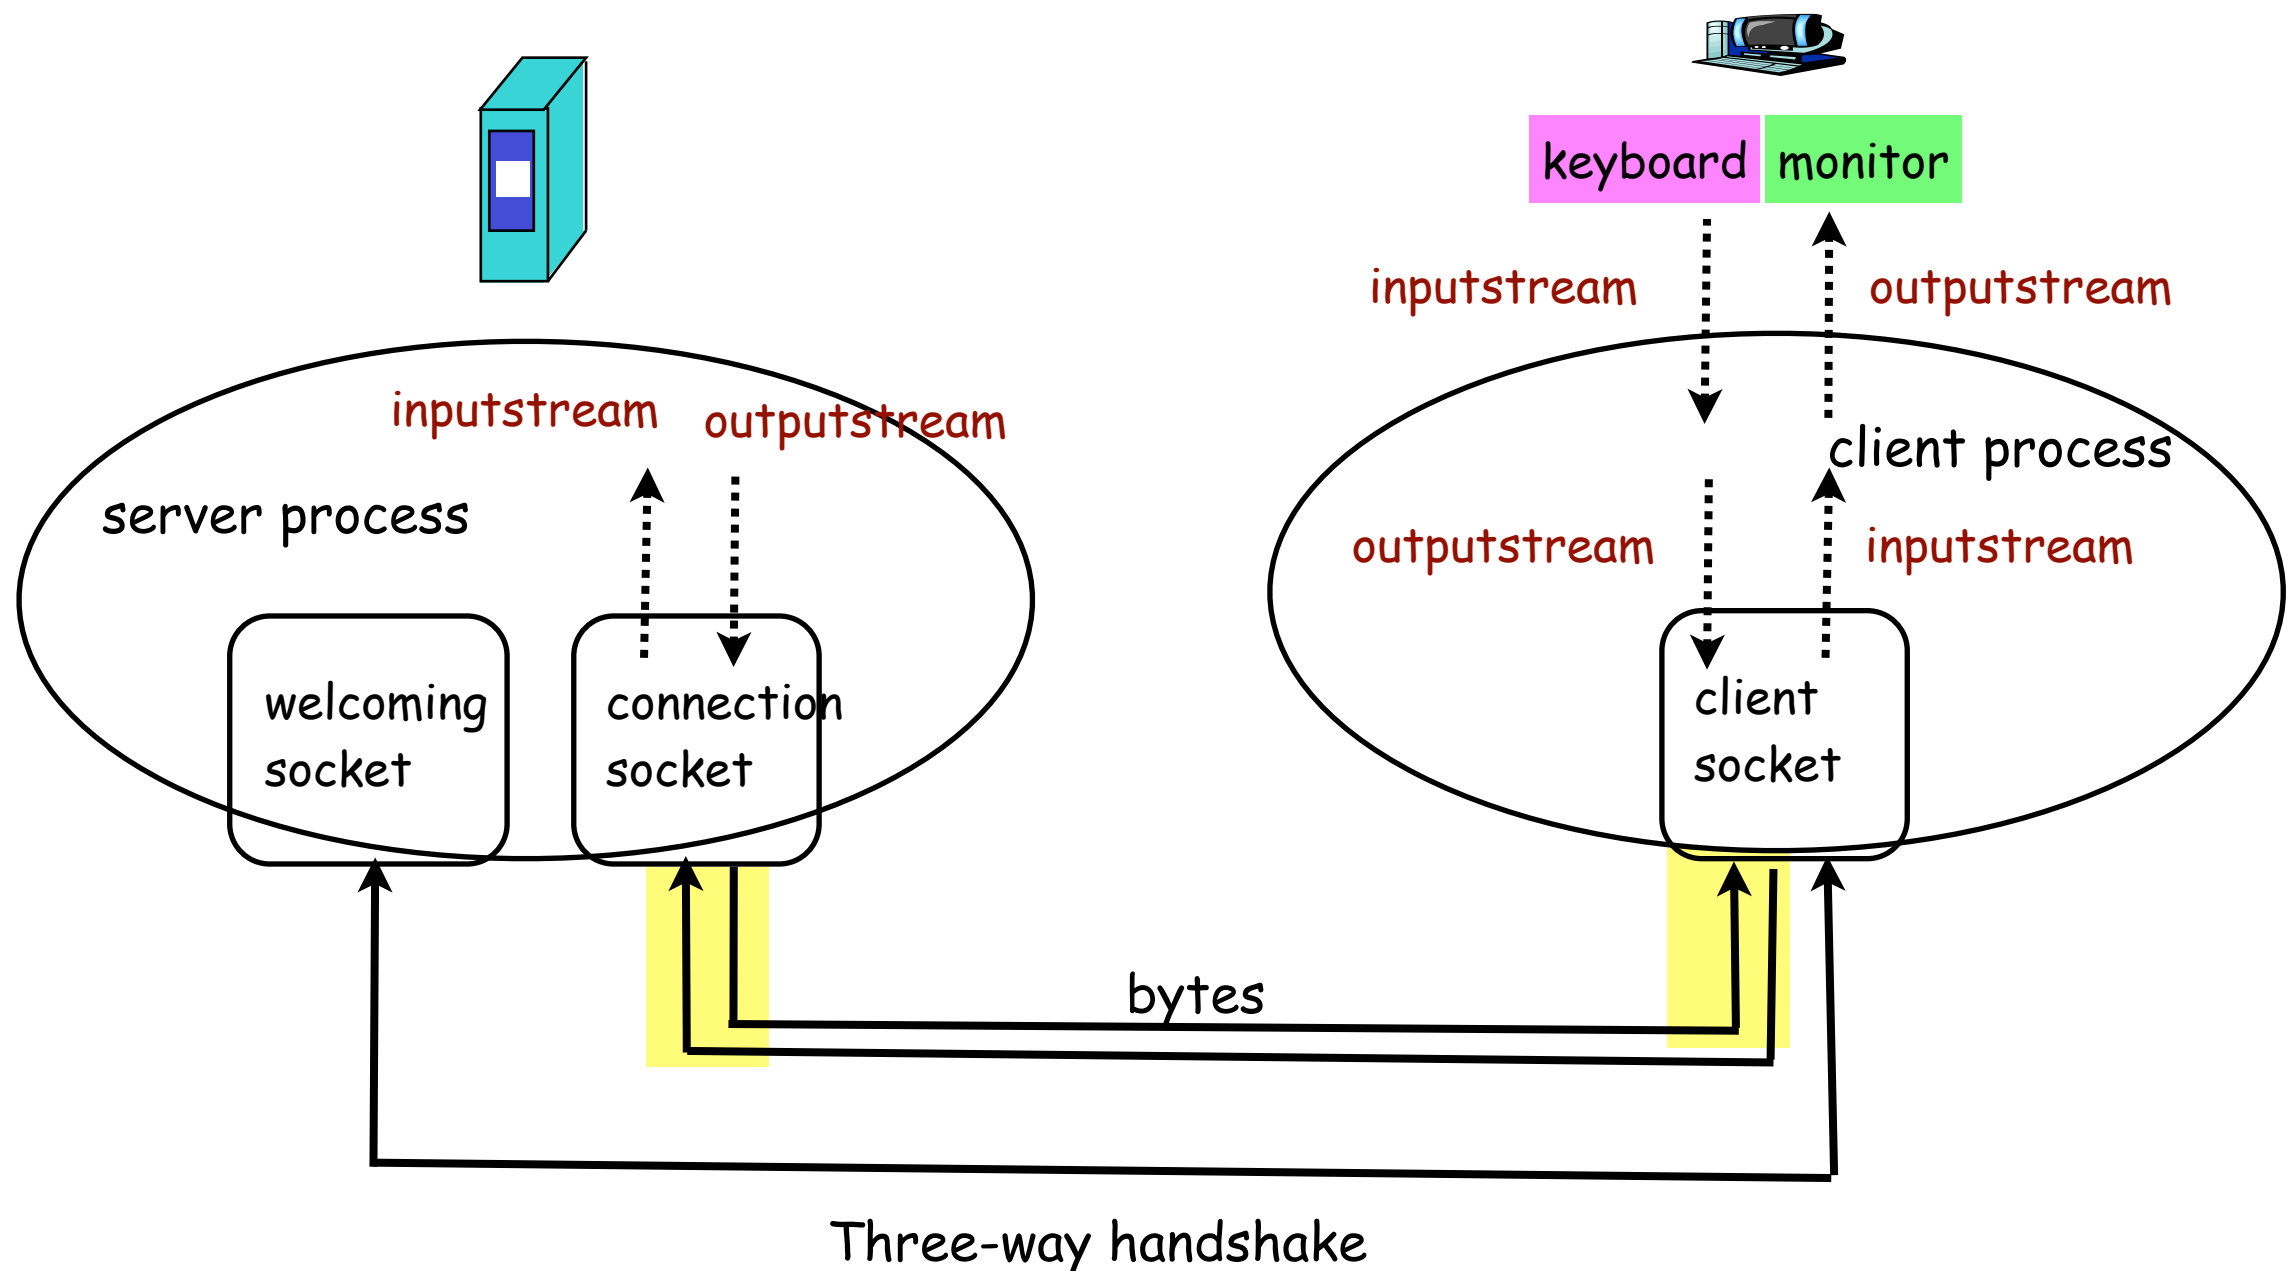 keyboard monitor
inputstream outputstream
inputstream outputstream
client process
server process
outputstream inputstream
welcoming
socket
connection
socket
client
socket
bytes
Three-way handshake